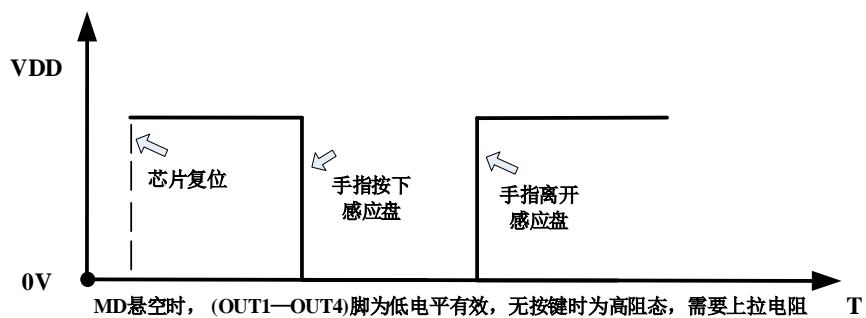 VDD
芯片复位
手指按下
感应盘
手指离开
感应盘
0V
MD悬空时， (OUT1—OUT4)脚为低电平有效，无按键时为高阻态，需要上拉电阻
T